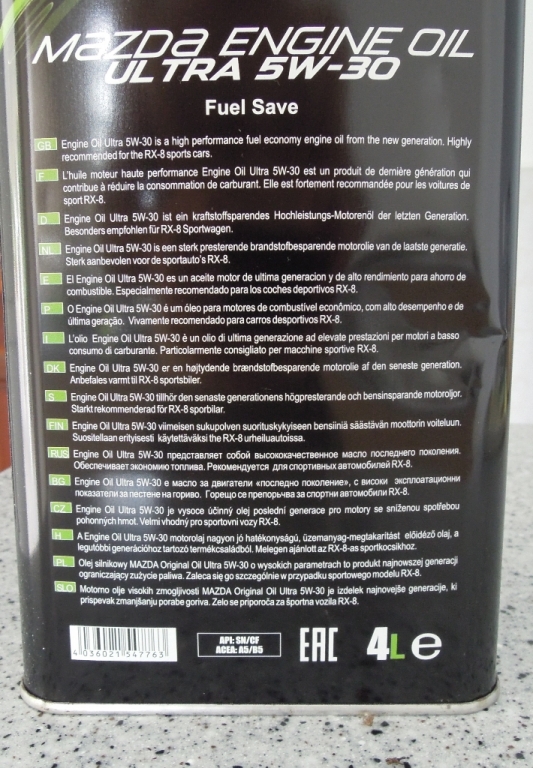 MAZDA ENGINE OIL
ULTRA 5W-30
Fuel Save
GB Engine Oil Ultra 5W-30 is a high performance fuel economy engine oil from the new generation. Highly
recommended for the RX-8 sports cars.
F L'huile moteur haute performance Engine Oil Ultra 5W-30 est un produit de dernière génération qui
contribue à réduire la consommation de carburant. Elle est fortement recommandée pour les voitures de
sport RX-8.
D Engine Oil Ultra 5W-30 ist ein kraftstoffsparendes Hochleistungs-Motorenöl der letzten Generation.
Besonders empfohlen für RX-8 Sportwagen.
NL Engine Oil Ultra 5W-30 is een sterk presterende brandstofbesparende motorolie van de laatste generatie.
Sterk aanbevolen voor de sportauto's RX-8.
E El Engine Oil Ultra 5W-30 es un aceite motor de ultima generacion y de alto rendimiento para ahorro de
combustible. Especialmente recomendado para los coches deportivos RX-8.
P O Engine Oil Ultra 5W-30 é um óleo para motores de combustível econômico, com alto desempenho e de
última geração. Vivamente recomendado para carros desportivos RX-8.
I L'olio Engine Oil Ultra 5W-30 è un olio di ultima generazione ad elevate prestazioni per motori a basso
consumo di carburante. Particolarmente consigliato per macchine sportive RX-8.
DK Engine Oil Ultra 5W-30 er en højtydende brændstofbesparende motorolie af den seneste generation.
Anbefales varmt til RX-8 sportsbiler.
S Engine Oil Ultra 5W-30 tillhör den senaste generationens högpresterande och bensinsparande motoroljor.
Starkt rekommenderad för RX-8 sporbilar.
FIN Engine Oil Ultra 5W-30 viimeisen sukupolven suorituskykyiseen bensiiniä säästävän moottorin voiteluun.
Suositellaan erityisesti käytettäväksi the RX-8 urheiluautoissa.
RUS Engine Oil Ultra 5W-30 представляет собой высококачественное масло последнего поколения.
Обеспечивает экономию топлива. Рекомендуется для спортивных автомобилей RX-8.
BG Engine Oil Ultra 5W-30 е масло за двигатели «последно поколение», с високи эксплоатационни
показатели за пестене на гориво. Горещо се препоръчва за спортни автомобили RX-8.
CZ Engine Oil Ultra 5W-30 je vysoce účinný olej poslední generace pro motory se sníženou spotřebou
pohonných hmot. Velmi vhodný pro sportovní vozy RX-8.
H A Engine Oil Ultra 5W-30 motorolaj nagyon jó hatékonyságú, üzemanyag-megtakarítást előidéző olaj, a
legutóbbi generációhoz tartozó termékcsaládból. Melegen ajánlott az RX-8-as sportkocsikhoz.
PL Olej silnikowy MAZDA Original Oil Ultra 5W-30 o wysokich parametrach to produkt najnowszej generacji
ograniczający zużycie paliwa. Zaleca się go szczególnie w przypadku sportowego modelu RX-8.
SLO Motorno olje visokih zmogljivosti MAZDA Original Oil Ultra 5W-30 je izdelek najnovejše generacije, ki
prispevak zmanjšanju porabe goriva. Zelo se priporoča za športna vozila RX-8.
4 036021 547763
API: SN/CF
ACEA: A5/B5
EAC
4L e